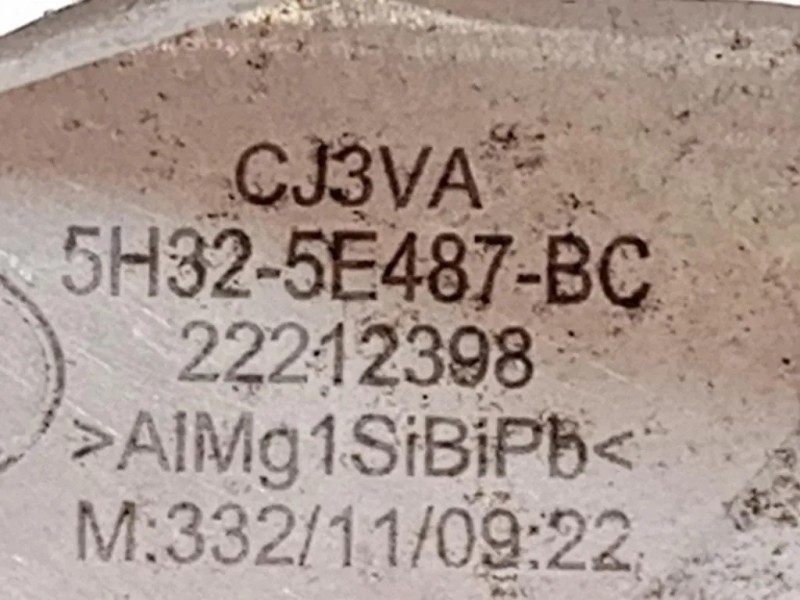 CJ3VA
5H32-5E487-BC
22212398
>AlMg1SiBiPb<
M:332/11/09:22